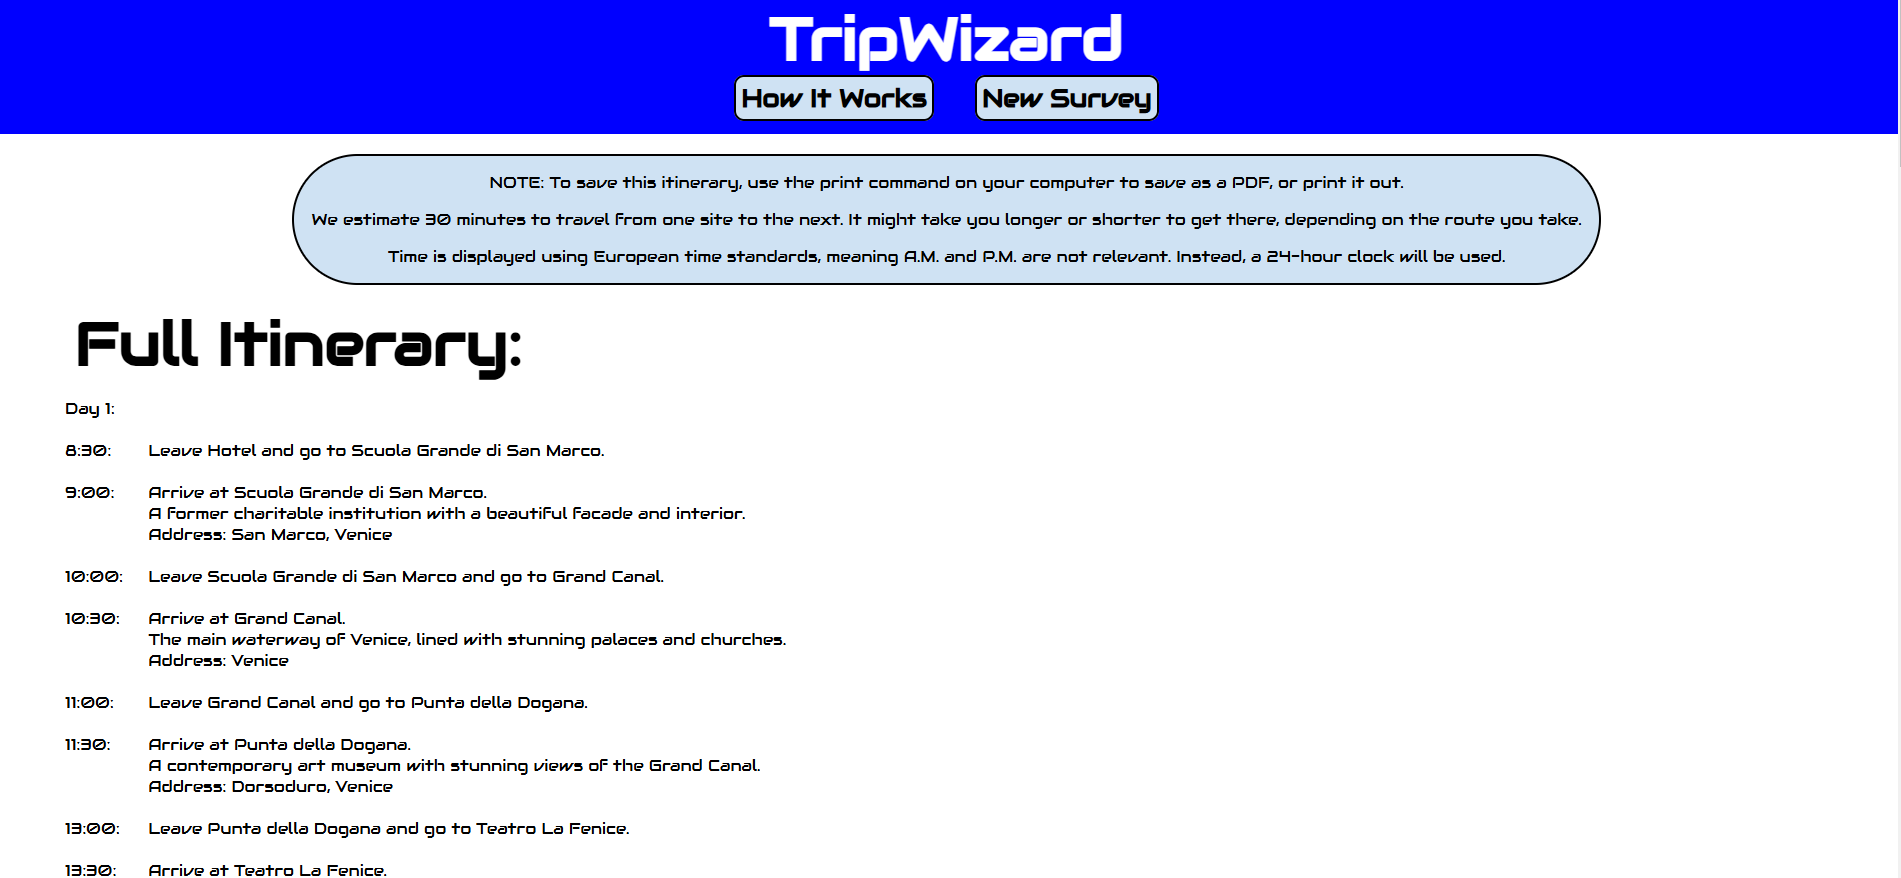 TripWizard
How It Works New Survey
NOTE: To save this itinerary, use the print command on your computer to save as a PDF, or print it out.
We estimate 30 minutes to travel from one site to the next. It might take you longer or shorter to get there, depending on the route you take.
Time is displayed using European time standards, meaning A.M. and P.M. are not relevant. Instead, a 24-hour clock will be used.
Full Itinerary:
Day 1:
8:30: Leave Hotel and go to Scuola Grande di San Marco.
9:00: Arrive at Scuola Grande di San Marco.
A former charitable institution with a beautiful facade and interior.
Address: San Marco, Venice
10:00: Leave Scuola Grande di San Marco and go to Grand Canal.
10:30: Arrive at Grand Canal.
The main waterway of Venice, lined with stunning palaces and churches.
Address: Venice
11:00: Leave Grand Canal and go to Punta della Dogana.
11:30: Arrive at Punta della Dogana.
A contemporary art museum with stunning views of the Grand Canal.
Address: Dorsoduro, Venice
13:00: Leave Punta della Dogana and go to Teatro La Fenice.
13:30: Arrive at Teatro La Fenice.